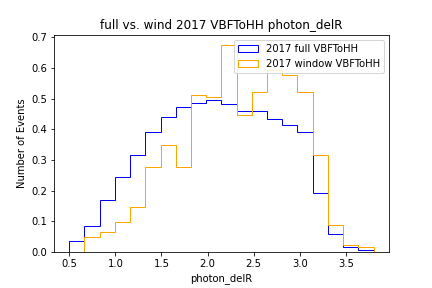 full vs. wind 2017 VBFToHH photon_delR
2017 full VBFToHH
2017 window VBFToHH
Number of Events
0.7
0.6
0.5
0.4
0.3
0.2
0.1
0.0
0.5 1.0 1.5 2.0 2.5 3.0 3.5
photon_delR